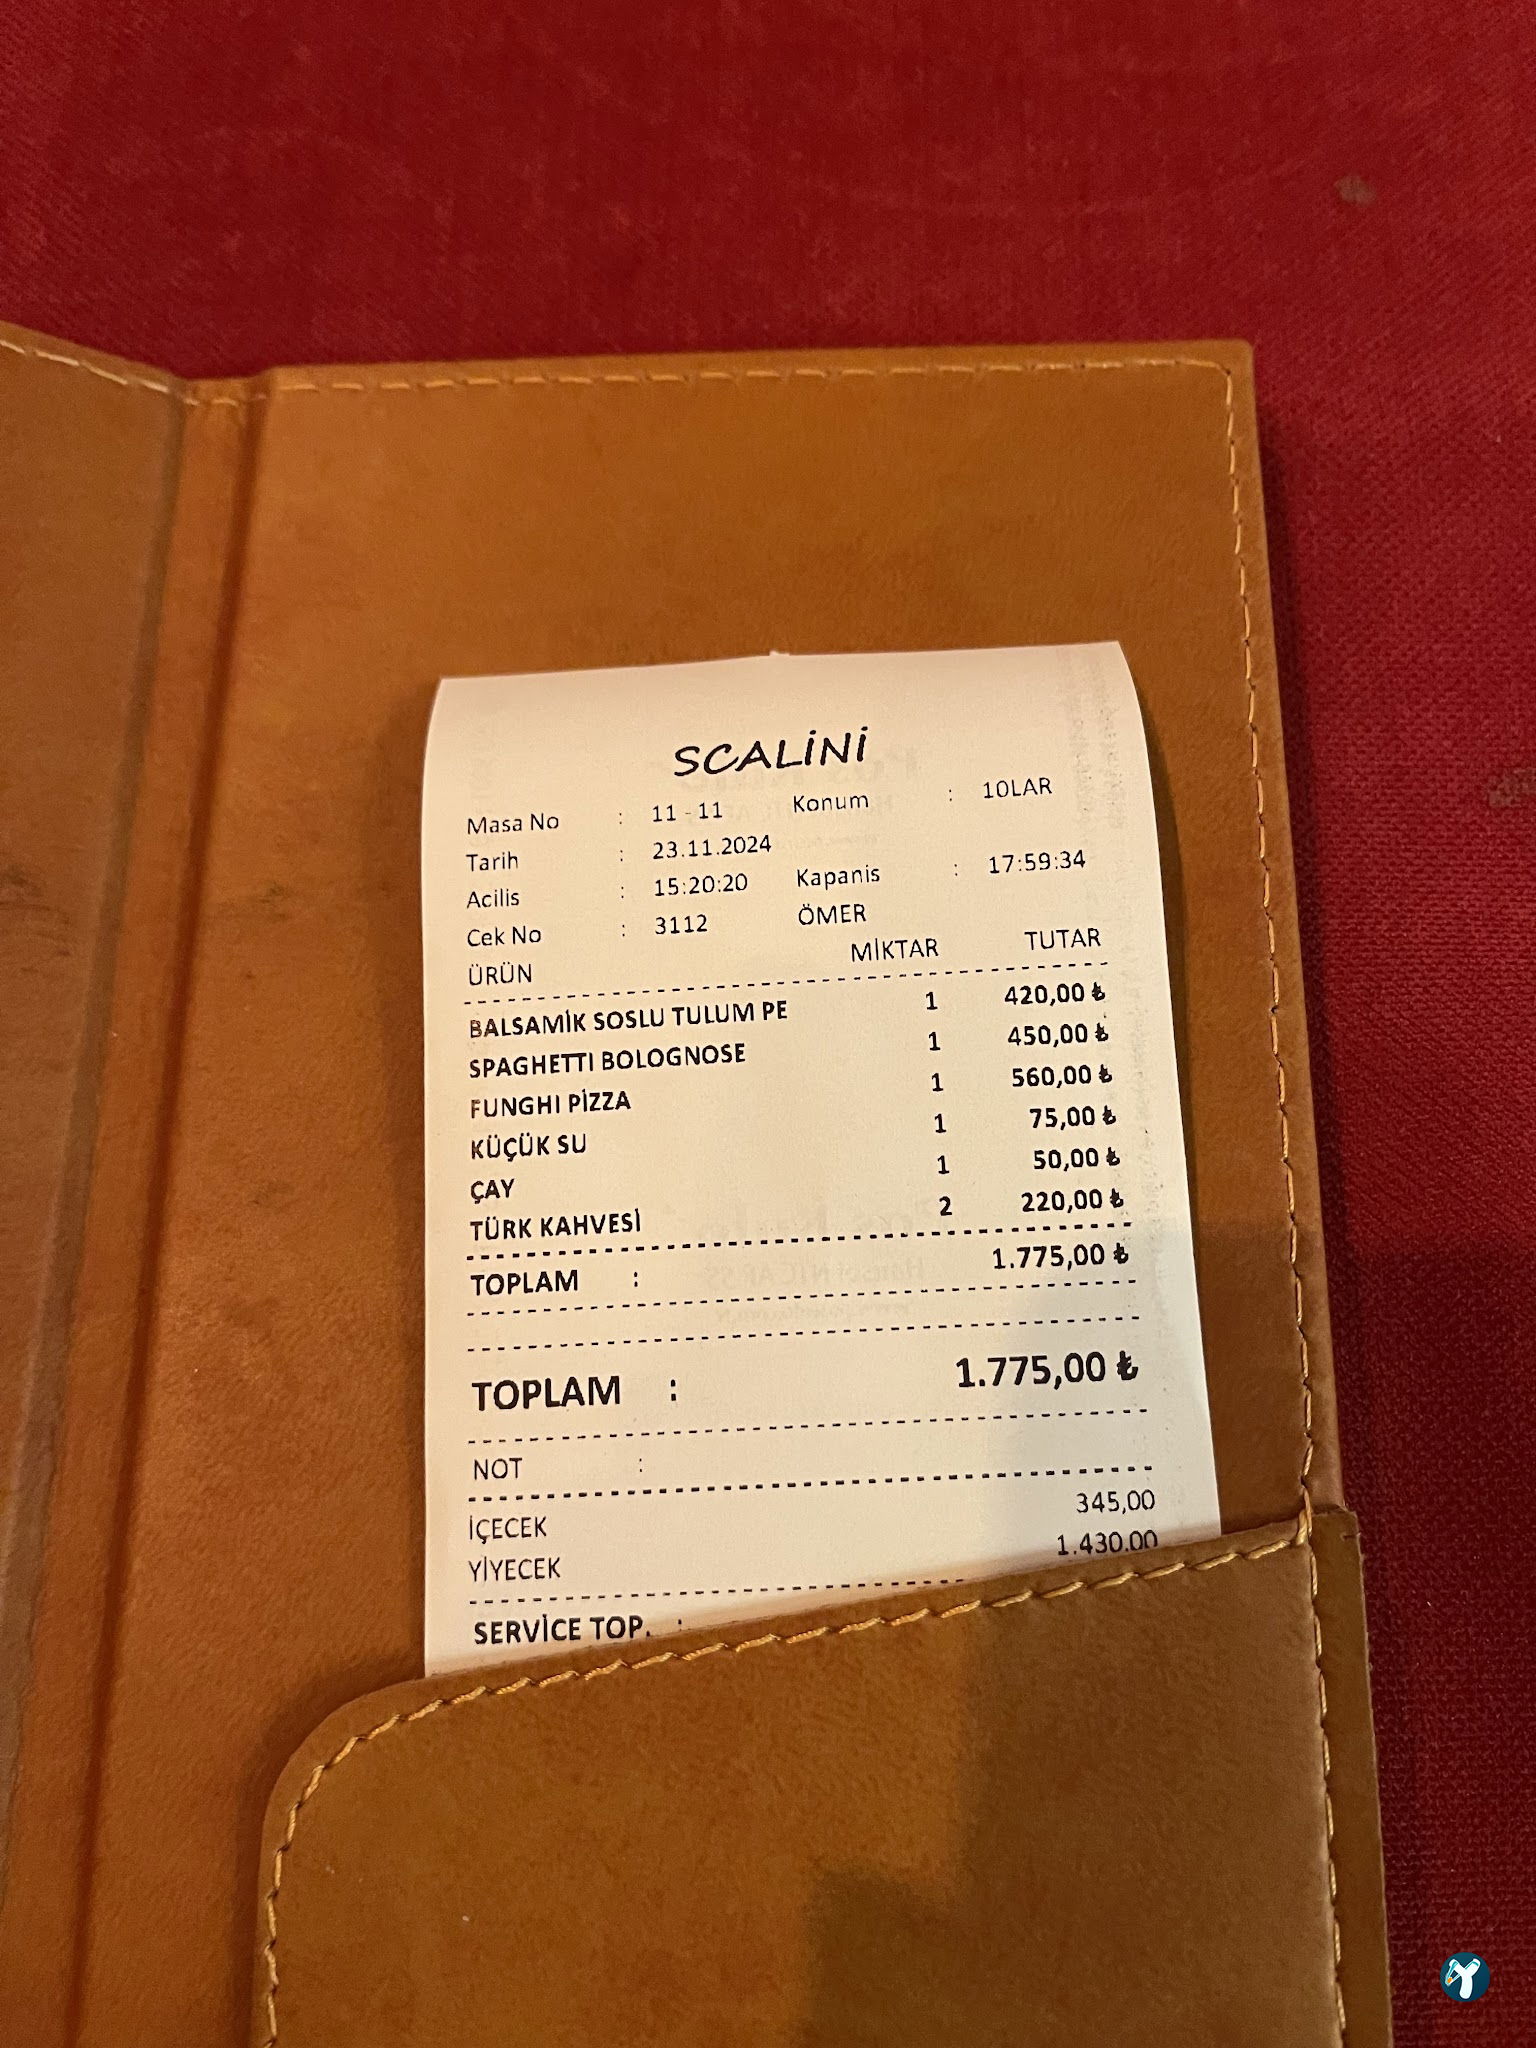 SCALİNİ
Masa No : 11 - 11 Konum : 10LAR
Tarih : 23.11.2024
Acilis : 15:20:20 Kapanis : 17:59:34
Cek No : 3112 ÖMER
ÜRÜN MİKTAR TUTAR
BALSAMİK SOSLU TULUM PE 1 420,00 ₺
SPAGHETTI BOLOGNOSE 1 450,00 ₺
FUNGHI PİZZA 1 560,00 ₺
KÜÇÜK SU 1 75,00 ₺
ÇAY 1 50,00 ₺
TÜRK KAHVESİ 2 220,00 ₺
TOPLAM : 1.775,00 ₺
TOPLAM : 1.775,00 ₺
NOT :
İÇECEK 345,00
YİYECEK 1.430,00
SERVİCE TOP. :